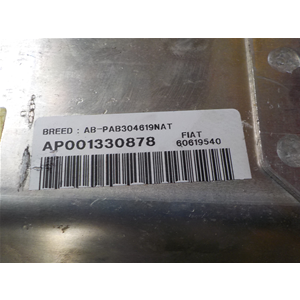 BREED : AB-PAB304619NAT
AP001330878 FIAT
60619540